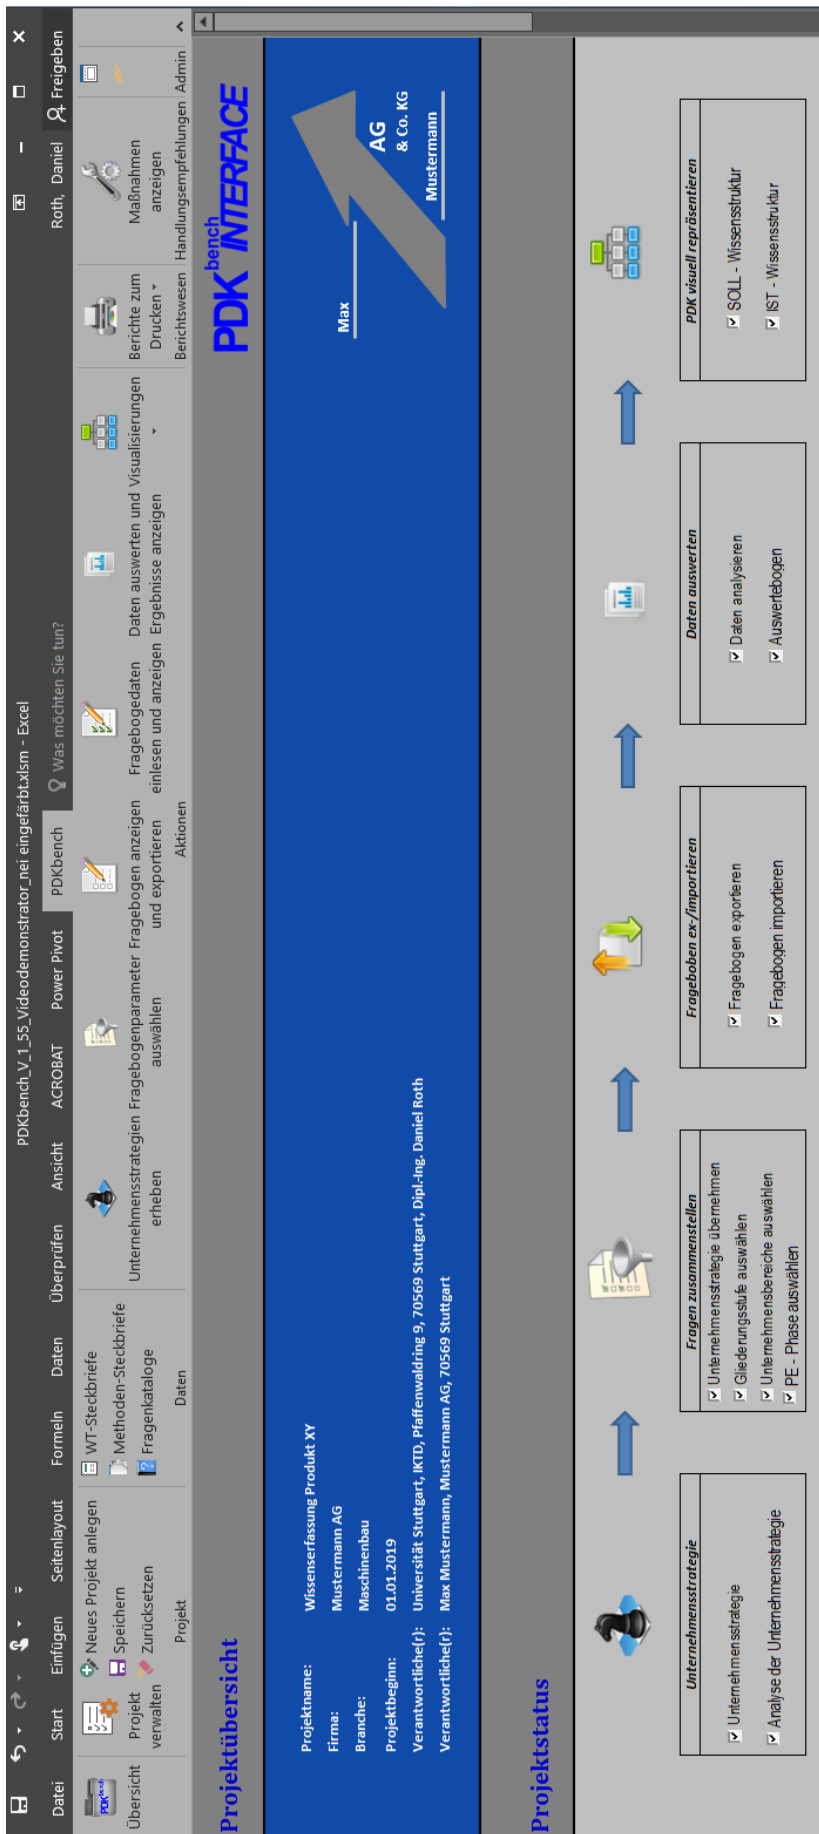 PDKbench_V_1_55_Videodemonstrator_nei eingefärbt.xlsm - Excel
Datei Start Einfügen Seitenlayout Formeln Daten Überprüfen Ansicht ACROBAT Power Pivot PDKbench Was möchten Sie tun? Roth, Daniel Freigeben
PDKbench
Übersicht
Projekt
verwalten
Neues Projekt anlegen
Speichern
Zurücksetzen
Projekt
WT-Steckbriefe
Methoden-Steckbriefe
Fragenkataloge
Daten
Unternehmensstrategien
erheben
Fragebogenparameter
auswählen
Fragebogen anzeigen
und exportieren
Fragebogedaten
einlesen und anzeigen
Daten auswerten und
Ergebnisse anzeigen
Visualisierungen
Aktionen
Berichte zum
Drucken
Berichtswesen
Maßnahmen
anzeigen
Handlungsempfehlungen
Admin
Projektübersicht
PDKbench INTERFACE
Projektname: Wissenserfassung Produkt XY
Firma: Mustermann AG
Branche: Maschinenbau
Projektbeginn: 01.01.2019
Verantwortliche(r): Universität Stuttgart, IKTD, Pfaffenwaldring 9, 70569 Stuttgart, Dipl.-Ing. Daniel Roth
Verantwortliche(r): Max Mustermann, Mustermann AG, 70569 Stuttgart
Max
AG
& Co. KG
Mustermann
Projektstatus
Unternehmensstrategie
Unternehmensstrategie
Analyse der Unternehmensstrategie
Fragen zusammenstellen
Unternehmensstrategie übernehmen
Gliederungsstufe auswählen
Unternehmensbereiche auswählen
PE - Phase auswählen
Frageboben ex-/importieren
Fragebogen exportieren
Fragebogen importieren
Daten auswerten
Daten analysieren
Auswertebogen
PDK visuell repräsentieren
SOLL - Wissensstruktur
IST - Wissensstruktur